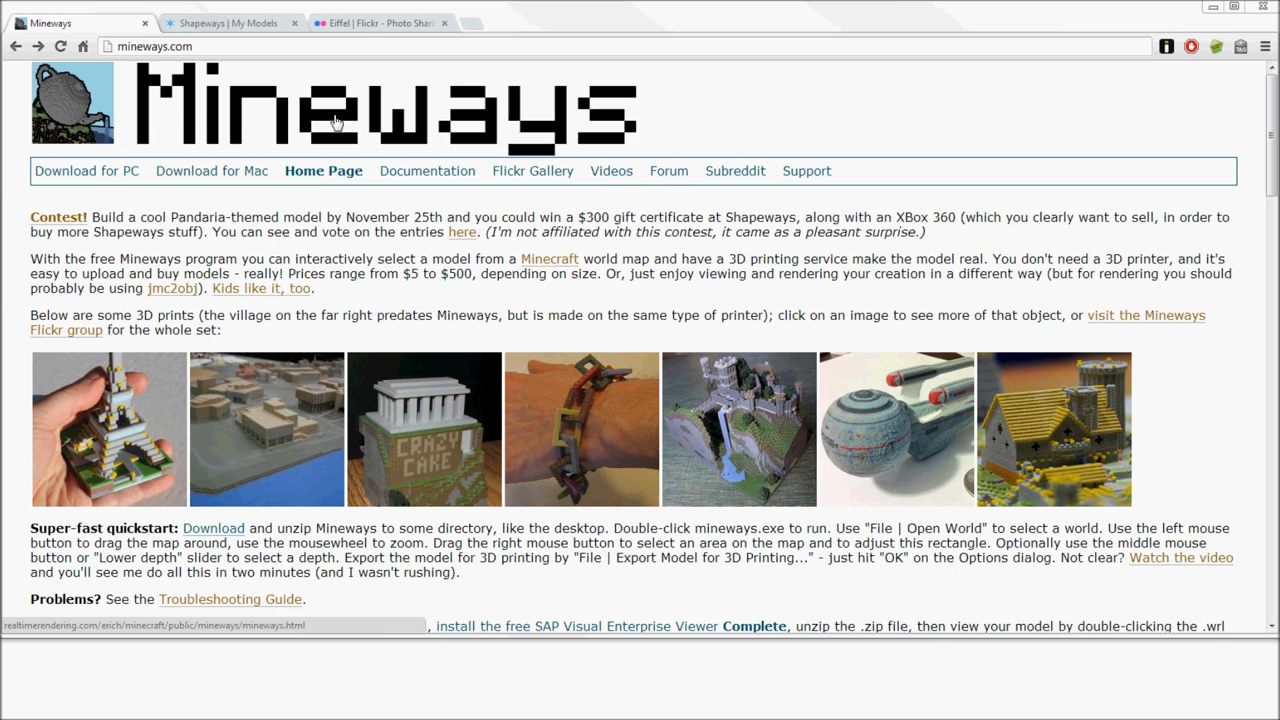 Mineways
Shapeways | My Models
Eiffel | Flickr - Photo Shari
mineways.com
Mineways
Download for PC Download for Mac Home Page Documentation Flickr Gallery Videos Forum Subreddit Support
Contest! Build a cool Pandaria-themed model by November 25th and you could win a $300 gift certificate at Shapeways, along with an XBox 360 (which you clearly want to sell, in order to
buy more Shapeways stuff). You can see and vote on the entries here. (I'm not affiliated with this contest, it came as a pleasant surprise.)
With the free Mineways program you can interactively select a model from a Minecraft world map and have a 3D printing service make the model real. You don't need a 3D printer, and it's
easy to upload and buy models - really! Prices range from $5 to $500, depending on size. Or, just enjoy viewing and rendering your creation in a different way (but for rendering you should
probably be using jmc2obj). Kids like it, too.
Below are some 3D prints (the village on the far right predates Mineways, but is made on the same type of printer); click on an image to see more of that object, or visit the Mineways
Flickr group for the whole set:
CRAZY
CAKE
Super-fast quickstart: Download and unzip Mineways to some directory, like the desktop. Double-click mineways.exe to run. Use "File | Open World" to select a world. Use the left mouse
button to drag the map around, use the mousewheel to zoom. Drag the right mouse button to select an area on the map and to adjust this rectangle. Optionally use the middle mouse
button or "Lower depth" slider to select a depth. Export the model for 3D printing by "File | Export Model for 3D Printing..." - just hit "OK" on the Options dialog. Not clear? Watch the video
and you'll see me do all this in two minutes (and I wasn't rushing).
Problems? See the Troubleshooting Guide.
realtimerendering.com/erich/minecraft/public/mineways/mineways.html , install the free SAP Visual Enterprise Viewer Complete, unzip the .zip file, then view your model by double-clicking the .wrl